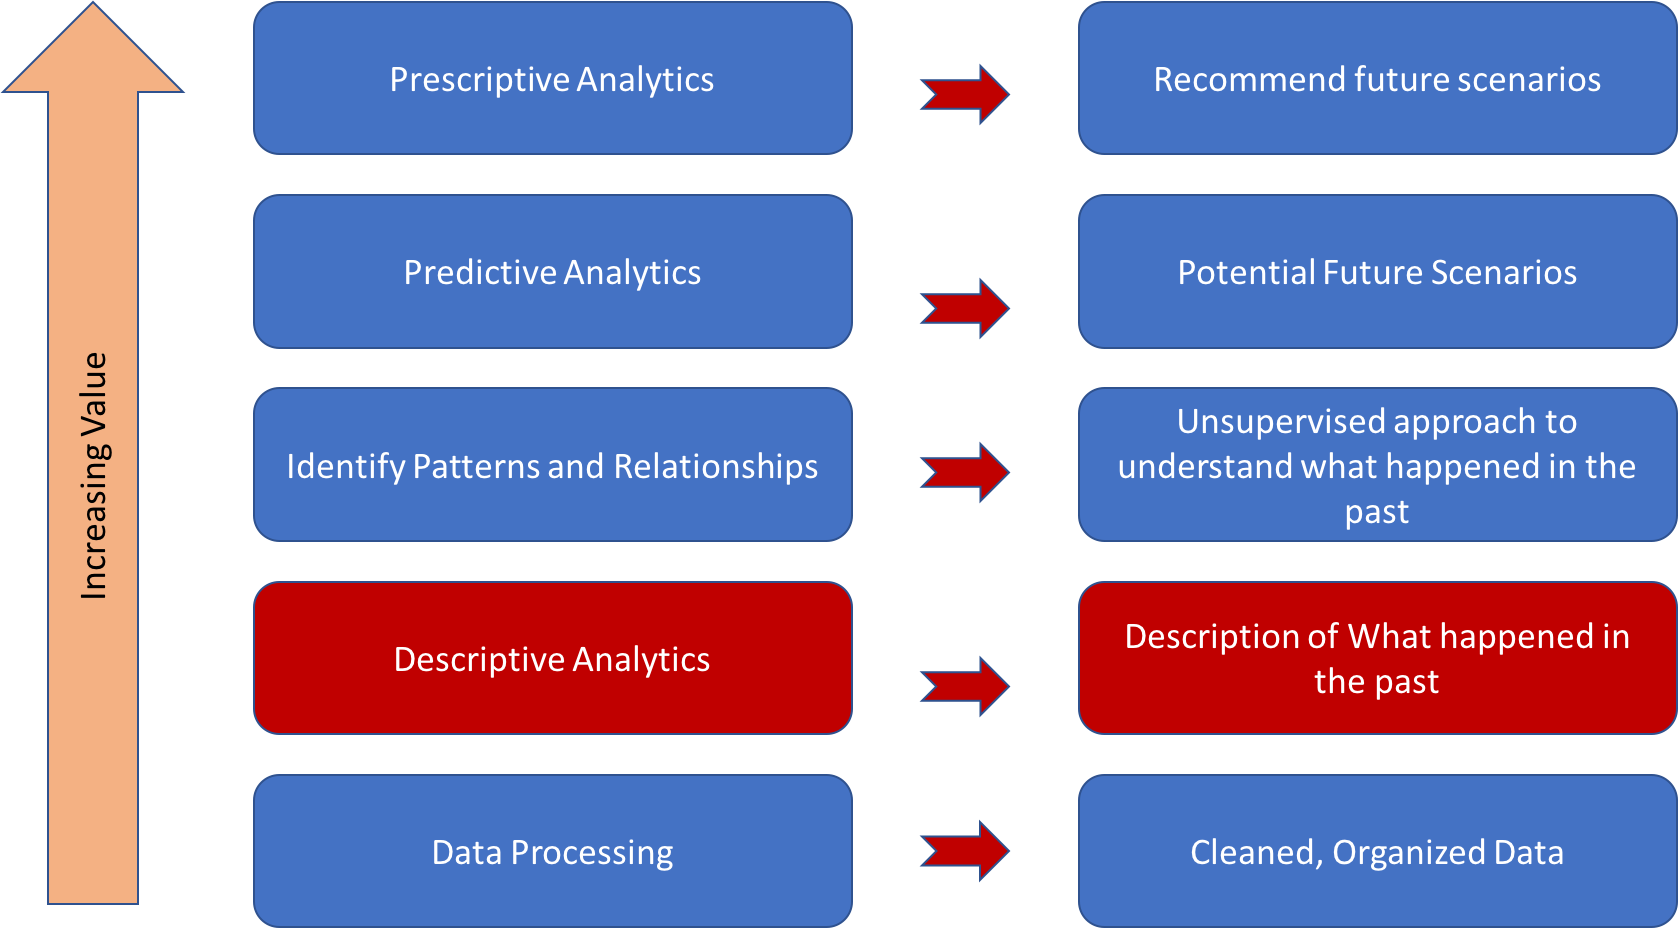 Prescriptive Analytics
Recommend future scenarios
Predictive Analytics
Potential Future Scenarios
Identify Patterns and Relationships
Unsupervised approach to
understand what happened in the
past
Descriptive Analytics
Description of What happened in
the past
Data Processing
Cleaned, Organized Data
Increasing Value